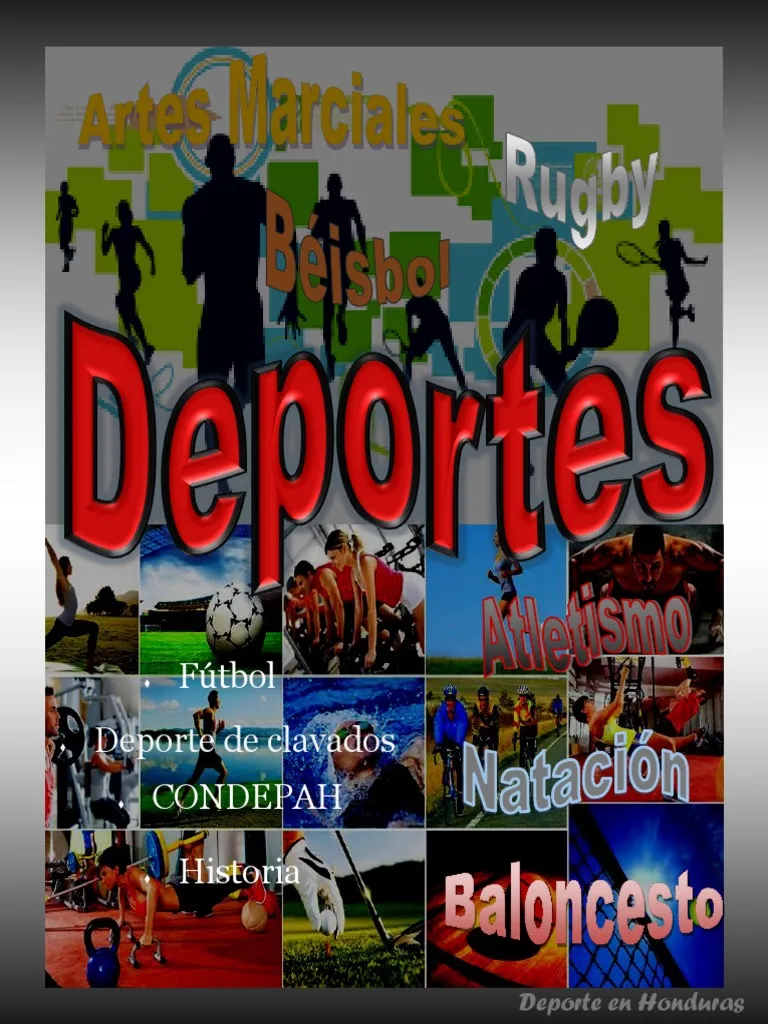 Artes Marciales
Rugby
Béisbol
Deportes
Atletismo
Fútbol
Deporte de clavados
Natación
CONDEPAH
Historia
Baloncesto
Deporte en Honduras